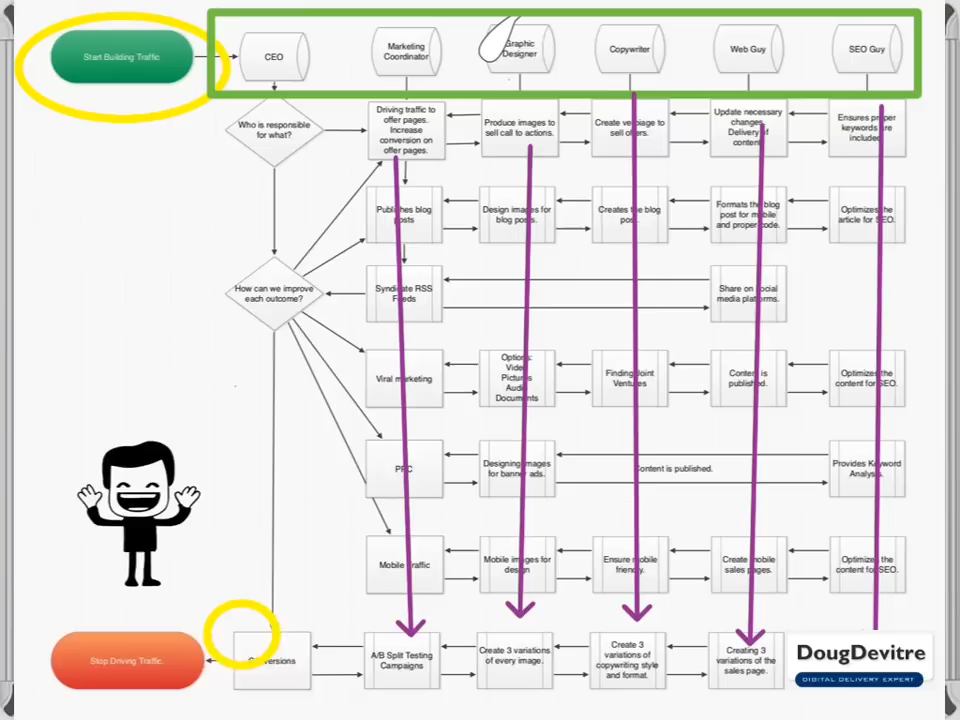 Start Building Traffic
CEO
Marketing
Coordinator
Graphic
Designer
Copywriter
Web Guy
SEO Guy
Who is responsible
for what?
Driving traffic to
offer pages.
Increase
conversion on
offer pages.
Produce images to
sell call to actions.
Create verbiage to
sell offers.
Update necessary
changes.
Delivery of
content.
Ensures proper
keywords are
included.
Publishes blog
posts
Design images for
blog posts.
Creates the blog
post.
Formats the blog
post for mobile
and proper code.
Optimizes the
article for SEO.
How can we improve
each outcome?
Syndicate RSS
Feeds
Share on social
media platforms.
Viral marketing
Options:
Video
Pictures
Audio
Documents
Finding Joint
Ventures
Content is
published.
Optimizes the
content for SEO.
PPC
Designing images
for banner ads.
Content is published.
Provides Keyword
Analysis.
Mobile Traffic
Mobile images for
design
Ensure mobile
friendly.
Create mobile
sales pages.
Optimizes the
content for SEO.
Stop Driving Traffic.
Conversions
A/B Split Testing
Campaigns
Create 3 variations
of every image.
Create 3
variations of
copywriting style
and format.
Creating 3
variations of the
sales page.
DougDevitre
DIGITAL DELIVERY EXPERT